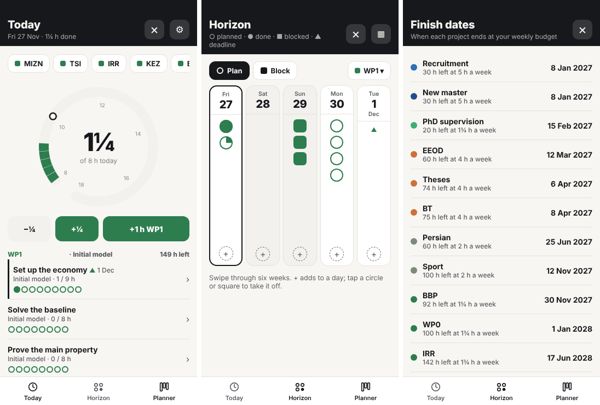 Today
Fri 27 Nov · 1¼ done
×
MIZN
TSI
IRR
KEZ
12
10
14
8
16
18
1¼
of 8 h today
−¼
+¼
+1 h WP1
WP1 · Initial model 149 h left
Set up the economy ▲ 1 Dec
Initial model · 1 / 9 h
Solve the baseline
Initial model · 0 / 8 h
Prove the main property
Initial model · 0 / 8 h
Today
Horizon
Planner
Horizon
○ planned · ● done · ■ blocked · ▲
deadline
×
Plan
Block
WP1 ▾
Fri
27
Sat
28
Sun
29
Mon
30
Tue
1
Dec
+
+
+
+
+
Swipe through six weeks. + adds to a day; tap a circle
or square to take it off.
Today
Horizon
Planner
Finish dates
When each project ends at your weekly budget
×
Recruitment
30 h left at 5 h a week
8 Jan 2027
New master
30 h left at 5 h a week
8 Jan 2027
PhD supervision
20 h left at 1¾ h a week
15 Feb 2027
EEOD
60 h left at 4 h a week
12 Mar 2027
Theses
74 h left at 4 h a week
6 Apr 2027
BT
75 h left at 4 h a week
8 Apr 2027
Persian
60 h left at 2 h a week
25 Jun 2027
Sport
100 h left at 2 h a week
12 Nov 2027
BBP
92 h left at 1¾ h a week
30 Nov 2027
WP0
100 h left at 1¾ h a week
1 Jan 2028
IRR
142 h left at 1¾ h a week
17 Jun 2028
Today
Horizon
Planner